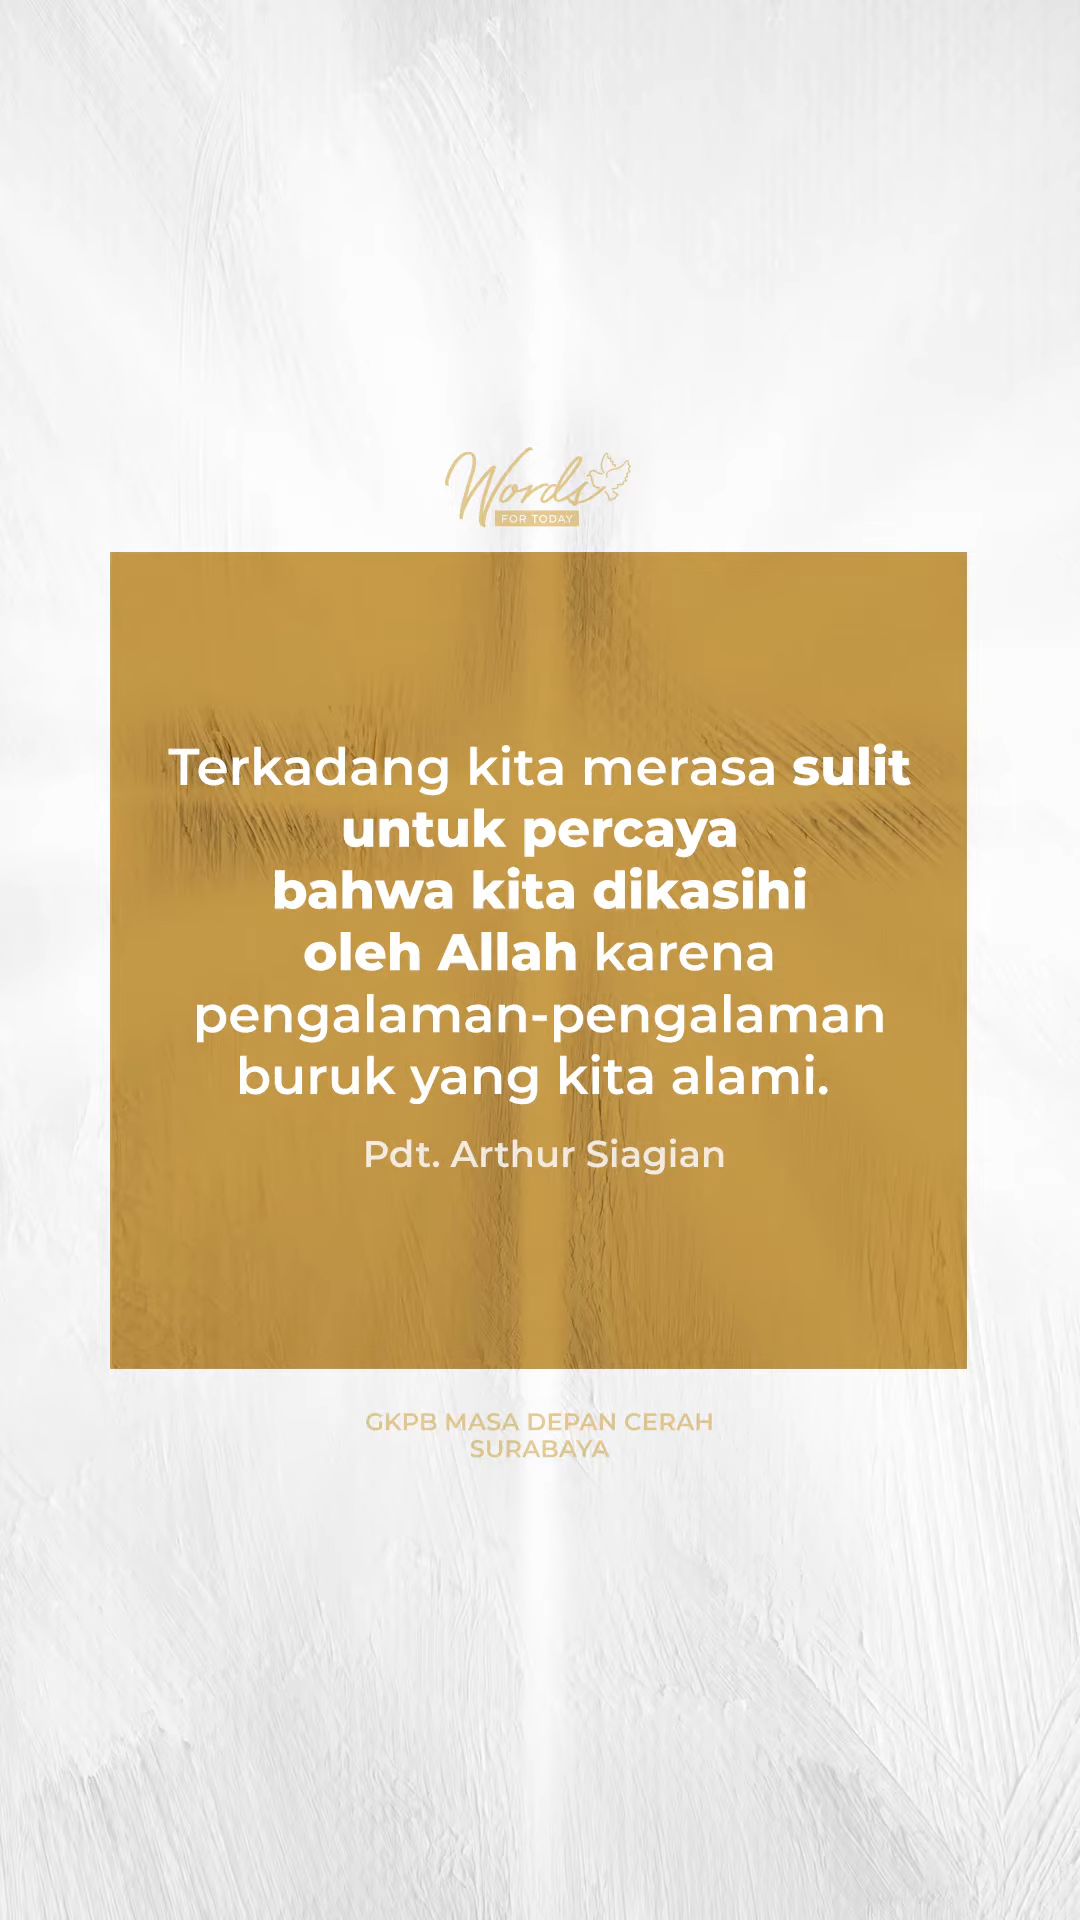 Words
FOR TODAY
Terkadang kita merasa sulit
untuk percaya
bahwa kita dikasihi
oleh Allah karena
pengalaman-pengalaman
buruk yang kita alami.
Pdt. Arthur Siagian
GKPB MASA DEPAN CERAH
SURABAYA